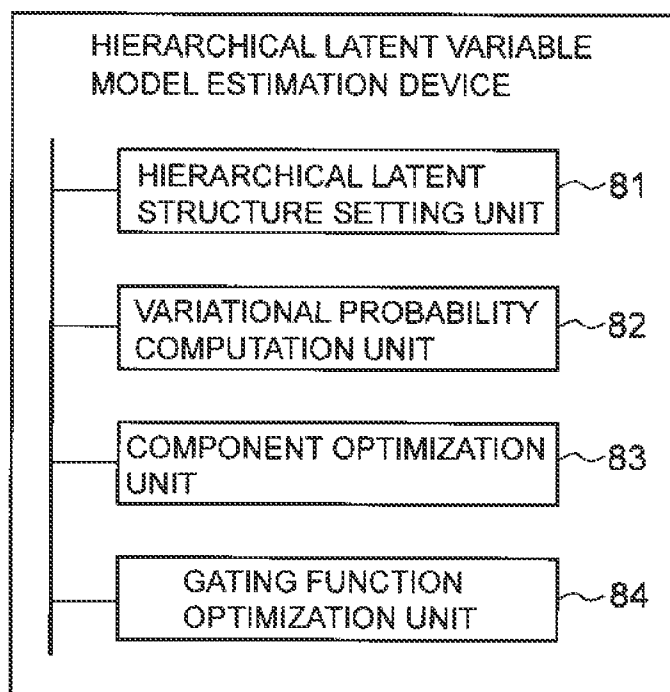 HIERARCHICAL LATENT VARIABLE
MODEL ESTIMATION DEVICE
HIERARCHICAL LATENT
STRUCTURE SETTING UNIT
81
VARIATIONAL PROBABILITY
COMPUTATION UNIT
82
COMPONENT OPTIMIZATION
UNIT
83
GATING FUNCTION
OPTIMIZATION UNIT
84